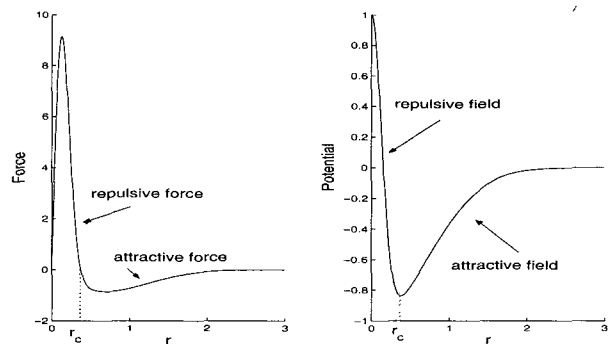 10
8
6
4
2
0
−2
Force
repulsive force
attractive force
0
r_c
1
r
2
3
1
0.8
0.6
0.4
0.2
0
−0.2
−0.4
−0.6
−0.8
−1
Potential
repulsive field
attractive field
0
r_c
1
r
2
3